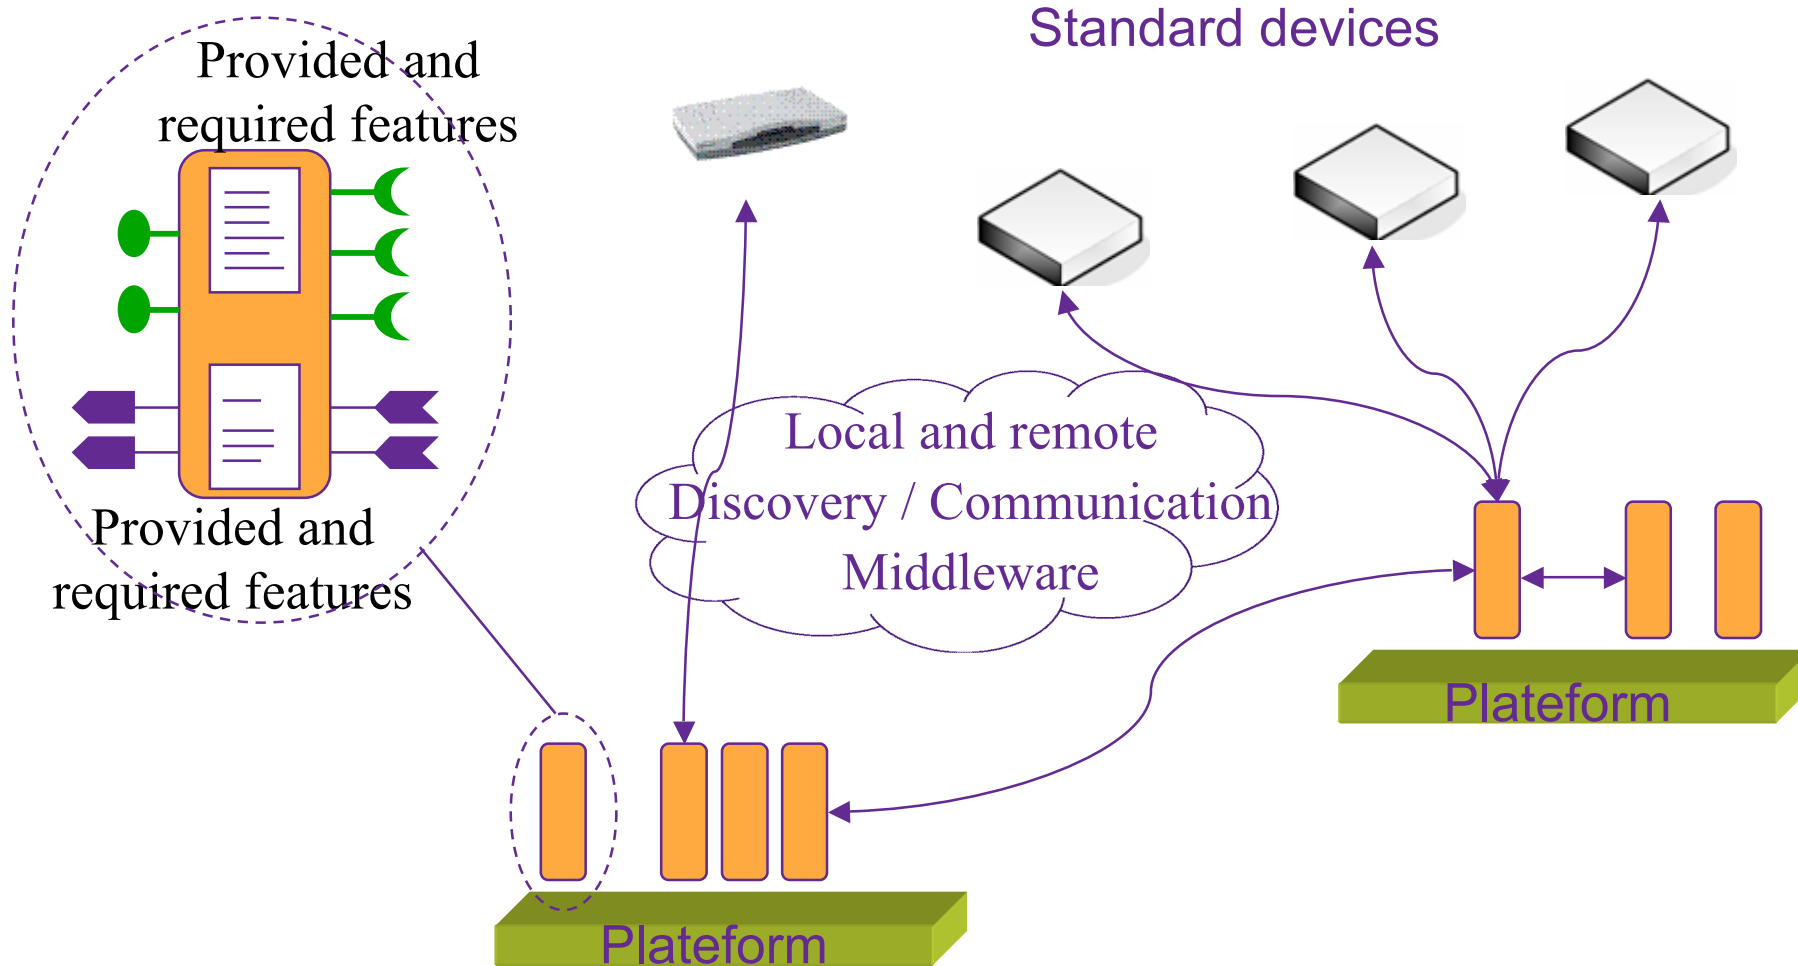 Standard devices
Provided and
required features
Local and remote
Discovery / Communication
Middleware
Provided and
required features
Plateform
Plateform